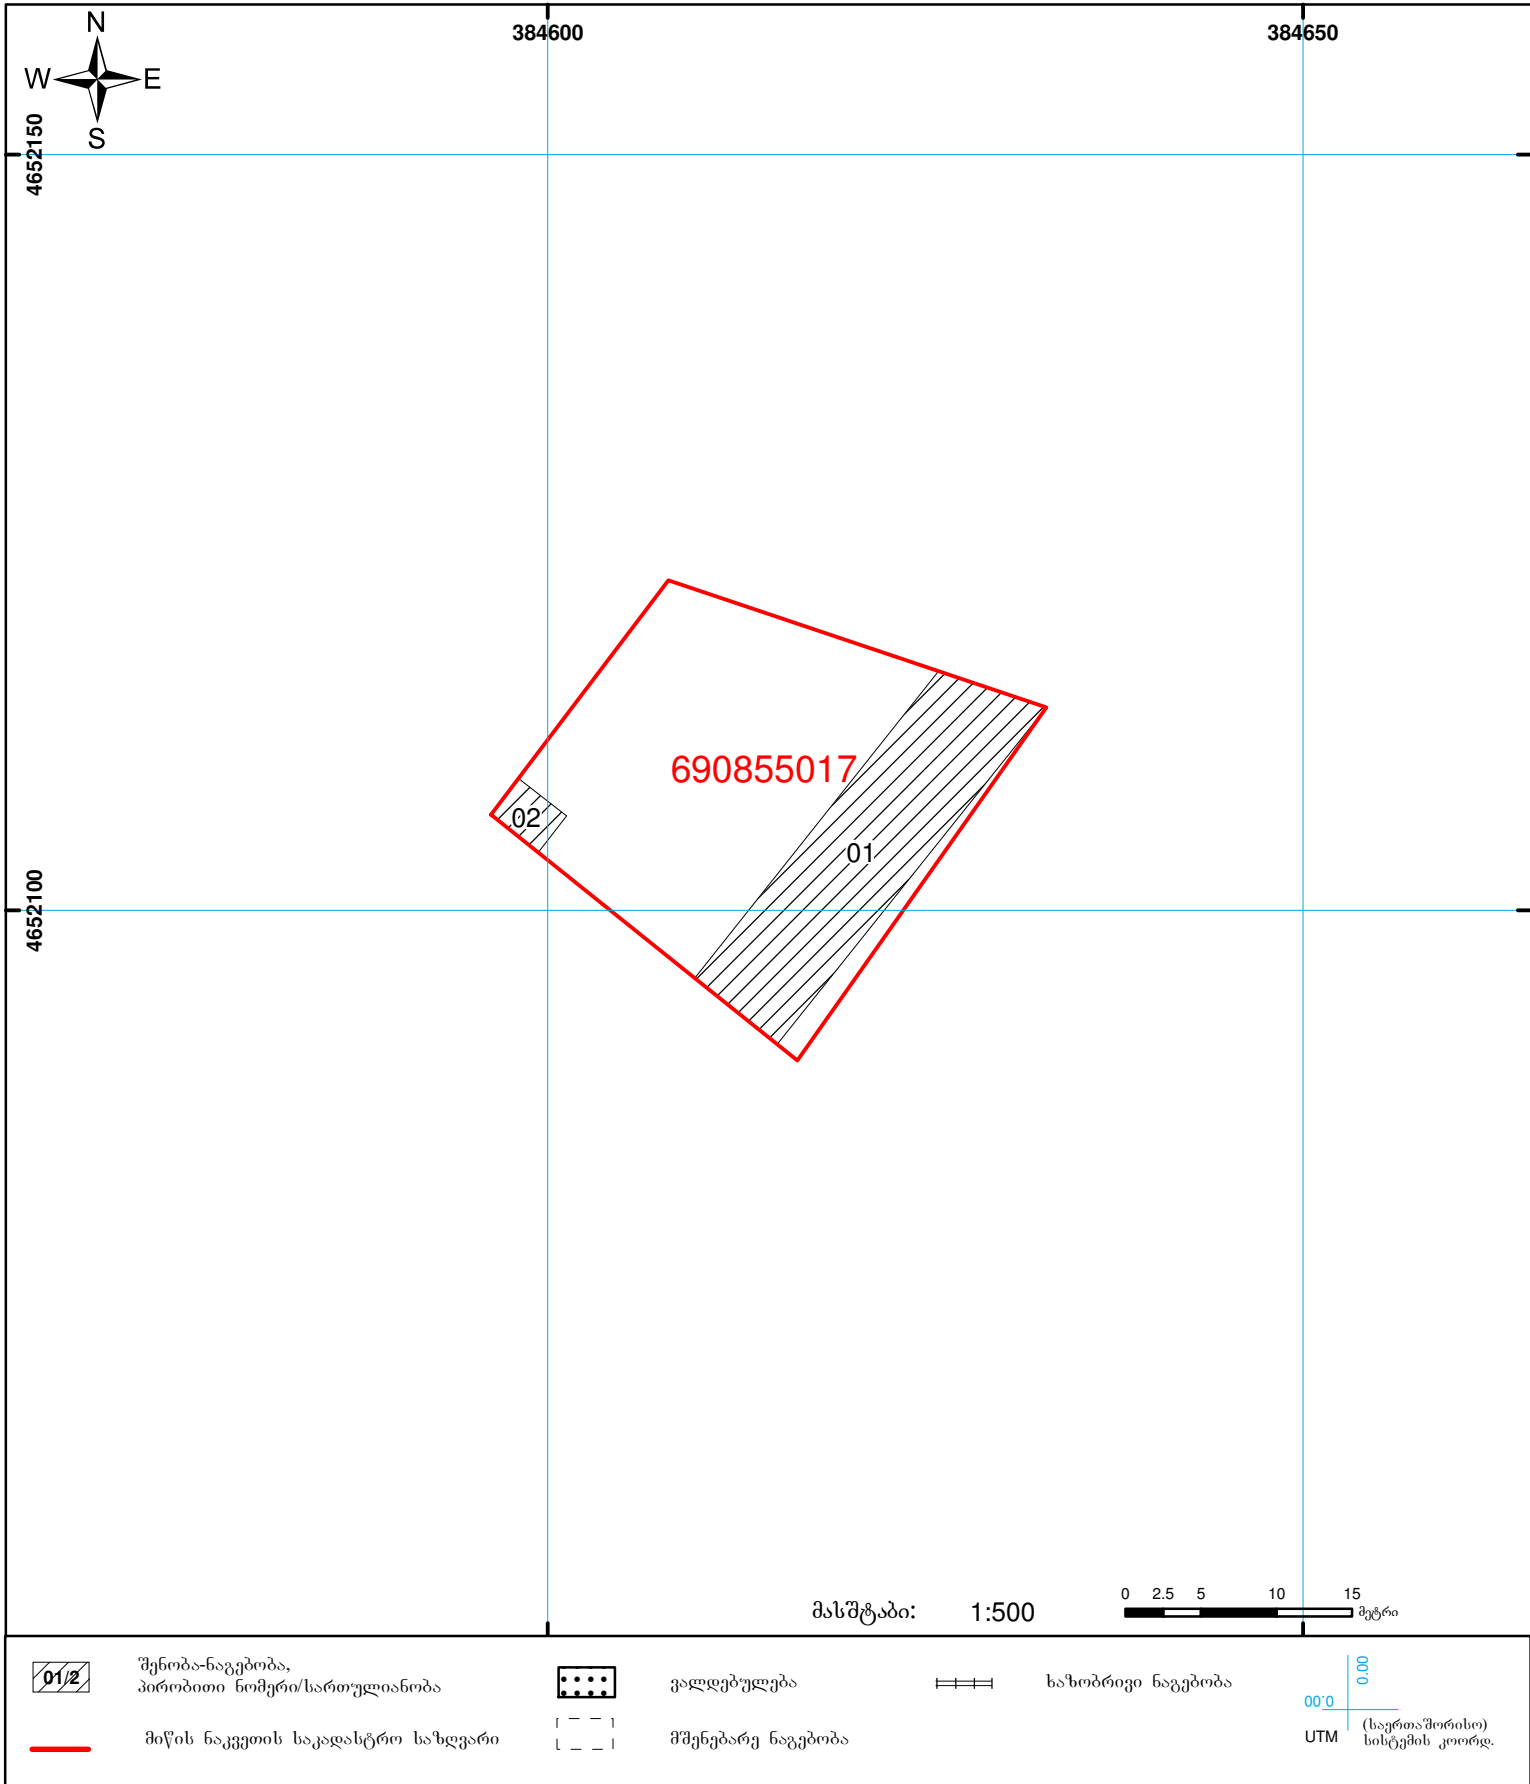 N
384600
384650
W E
S
4652150
690855017
02
01
4652100
მასშტაბი: 1:500
0 2.5 5 10 15
მეტრი
01/2
შენობა-ნაგებობა,
პირობითი ნომერი/სართულიანობა
ვალდებულება
ხაზობრივი ნაგებობა
0.00
0.00
მიწის ნაკვეთის საკადასტრო საზღვარი
მშენებარე ნაგებობა
UTM
(საერთაშორისო)
სისტემის კოორდ.